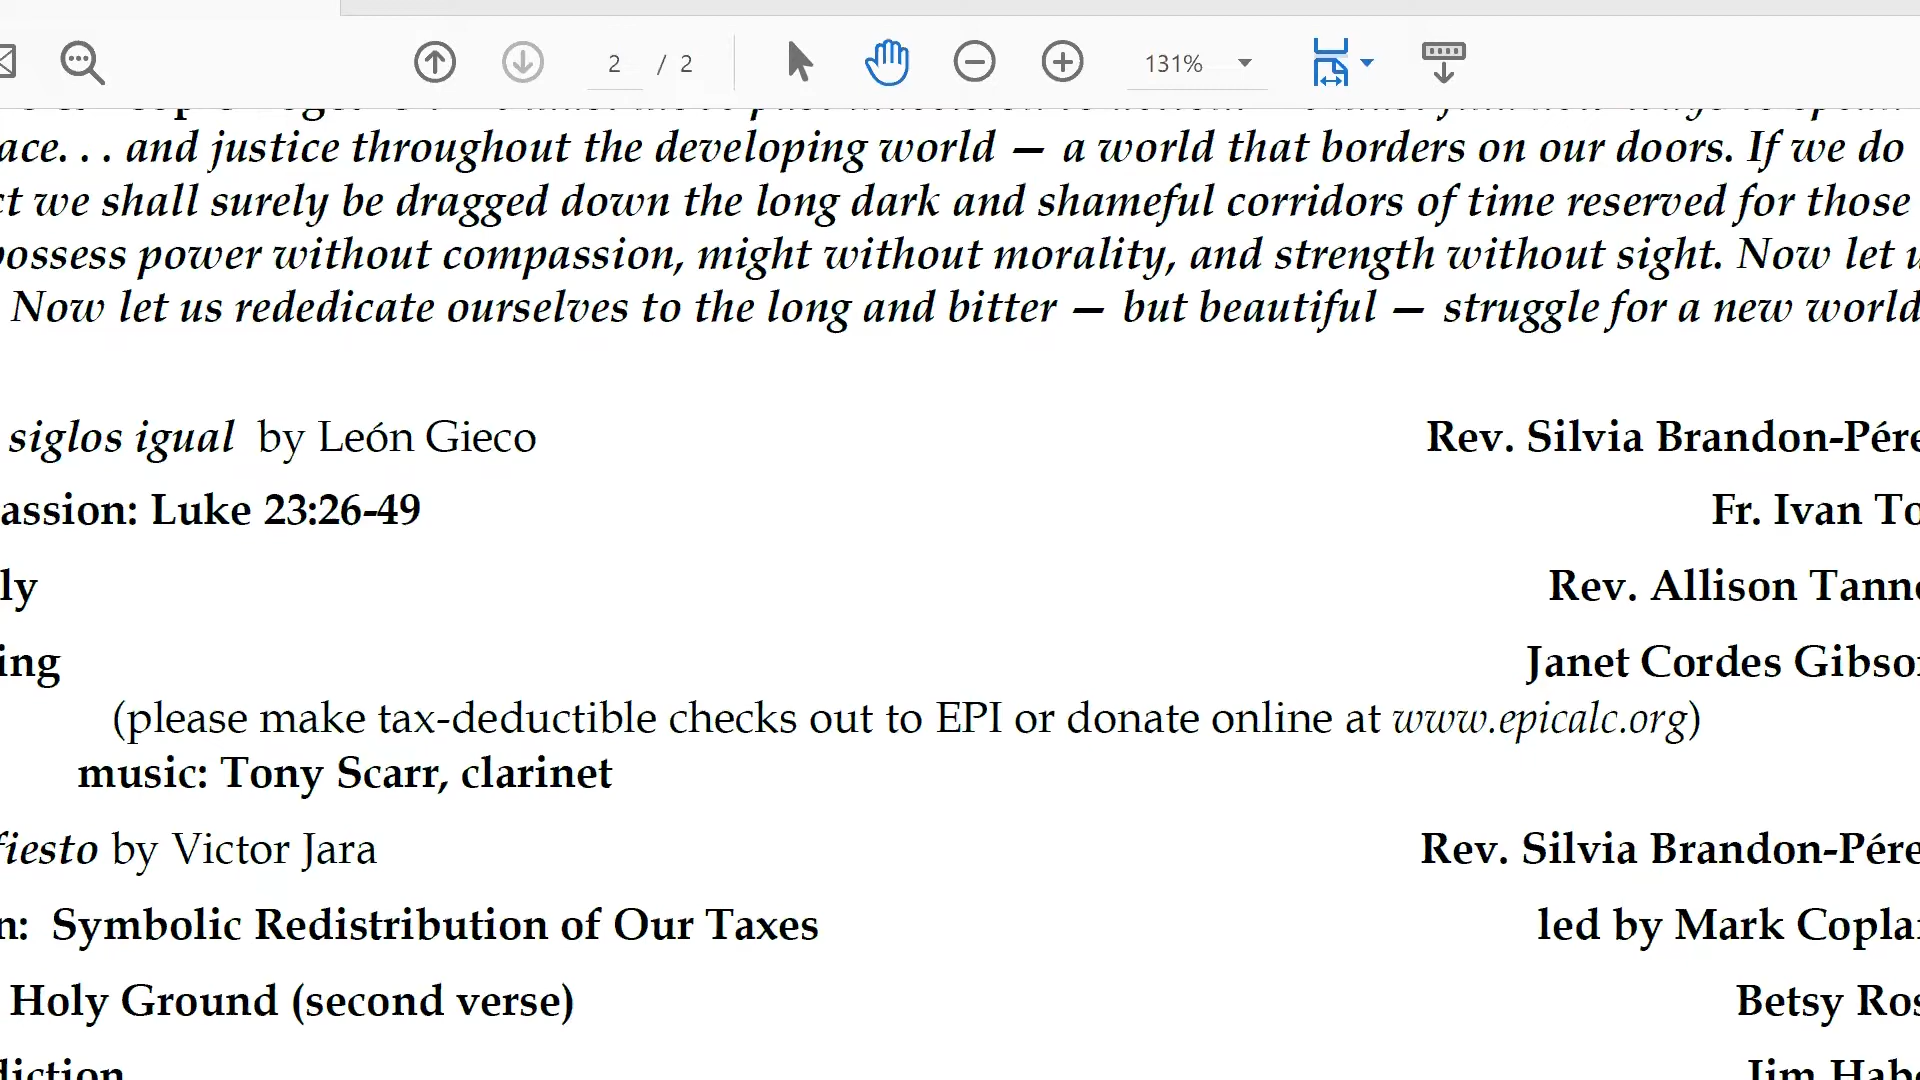 2 / 2
131%
and justice throughout the developing world — a world that borders on our doors. If we do
we shall surely be dragged down the long dark and shameful corridors of time reserved for those
possess power without compassion, might without morality, and strength without sight. Now let
Now let us rededicate ourselves to the long and bitter — but beautiful — struggle for a new world
siglos igual by León Gieco Rev. Silvia Brandon-Pére
assion: Luke 23:26-49 Fr. Ivan To
ly Rev. Allison Tann
ing Janet Cordes Gibso
(please make tax-deductible checks out to EPI or donate online at www.epicalc.org)
music: Tony Scarr, clarinet
fiesto by Victor Jara Rev. Silvia Brandon-Pére
n: Symbolic Redistribution of Our Taxes led by Mark Copla
Holy Ground (second verse) Betsy Ros
diction Jim Hab